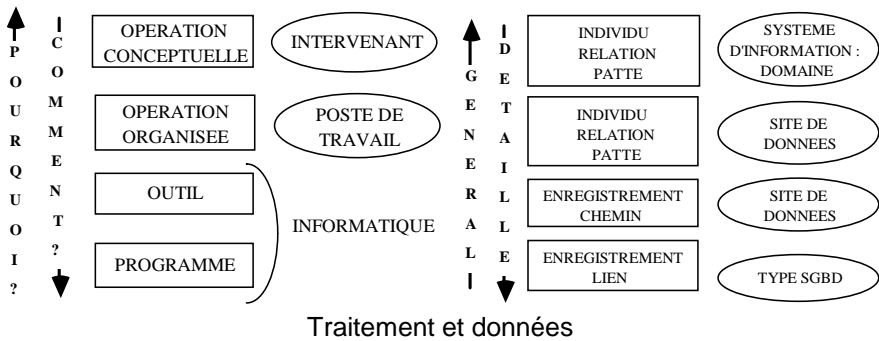 POURQUOI?
COMMENT?
OPERATION
CONCEPTUELLE
INTERVENANT
OPERATION
ORGANISEE
POSTE DE
TRAVAIL
OUTIL
PROGRAMME
INFORMATIQUE
GENERAL
DETAILLE
INDIVIDU
RELATION
PATTE
SYSTEME
D'INFORMATION :
DOMAINE
INDIVIDU
RELATION
PATTE
SITE DE
DONNEES
ENREGISTREMENT
CHEMIN
SITE DE
DONNEES
ENREGISTREMENT
LIEN
TYPE SGBD
Traitement et données